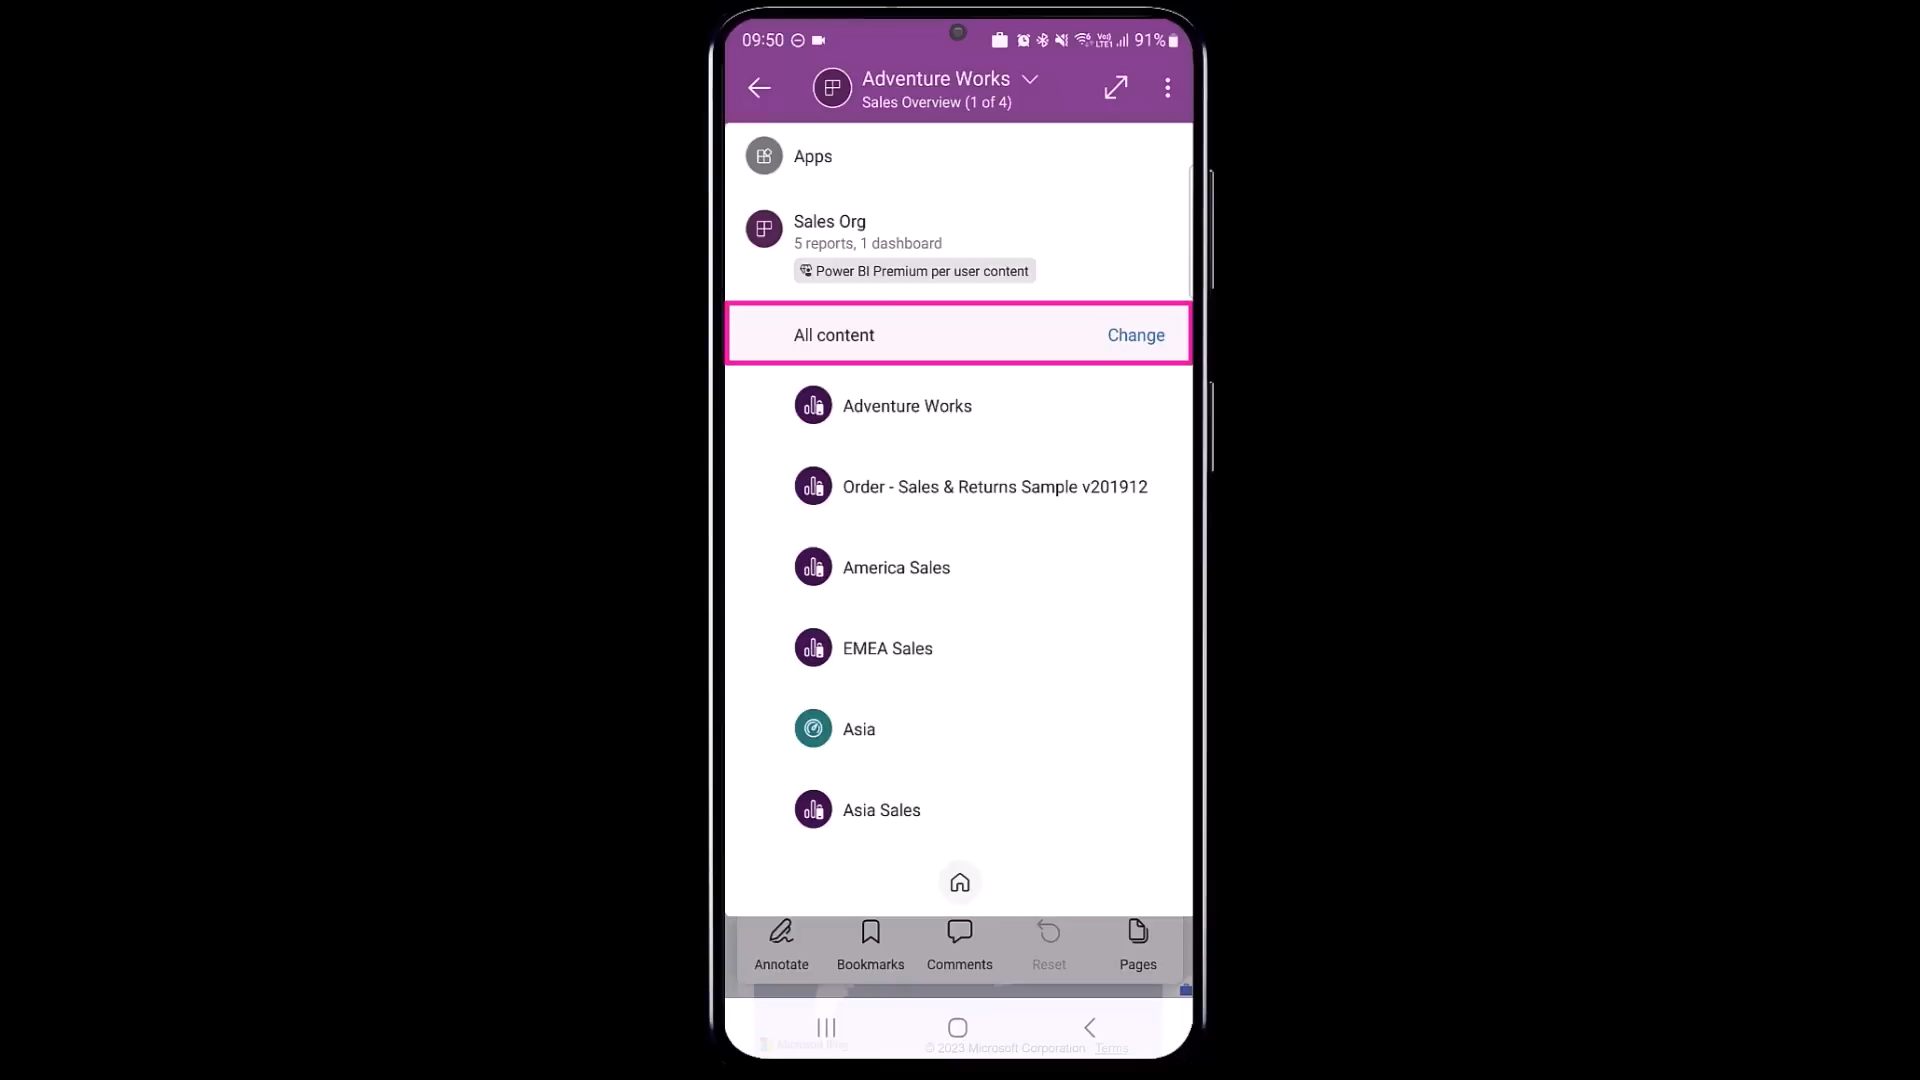 09:50 91%
Adventure Works
Sales Overview (1 of 4)
Apps
Sales Org
5 reports, 1 dashboard
Power BI Premium per user content
All content Change
Adventure Works
Order - Sales & Returns Sample v201912
America Sales
EMEA Sales
Asia
Asia Sales
Annotate Bookmarks Comments Reset Pages
Microsoft Bing © 2023 Microsoft Corporation Terms